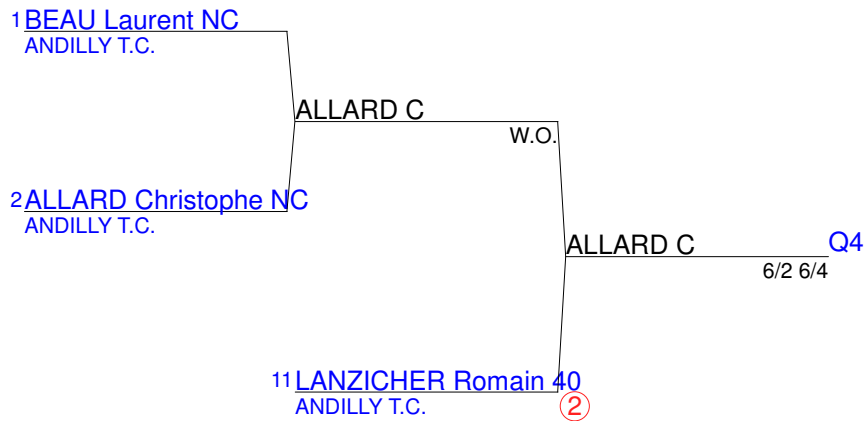 1 BEAU Laurent NC
ANDILLY T.C.
ALLARD C
W.O.
2 ALLARD Christophe NC
ANDILLY T.C.
ALLARD C Q4
6/2 6/4
11 LANZICHER Romain 40
ANDILLY T.C. 2